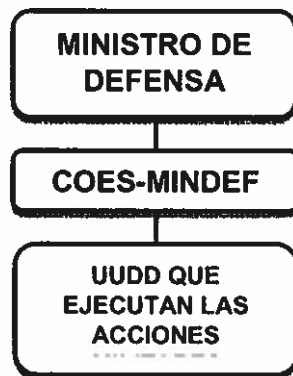 MINISTRO DE
DEFENSA
COES-MINDEF
UUDD QUE
EJECUTAN LAS
ACCIONES